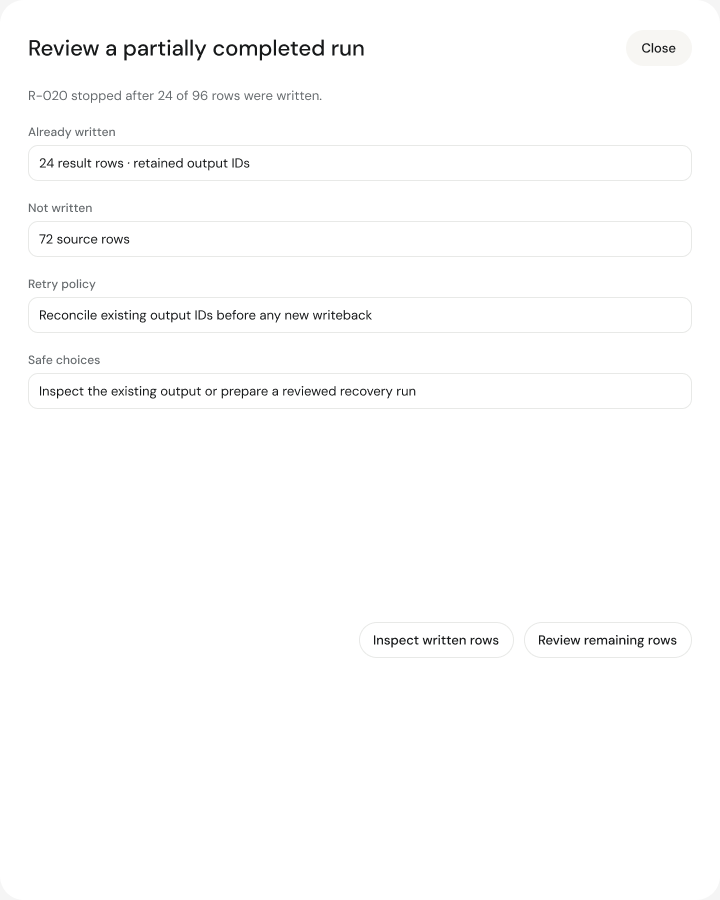 Review a partially completed run
Close
R-020 stopped after 24 of 96 rows were written.
Already written
24 result rows · retained output IDs
Not written
72 source rows
Retry policy
Reconcile existing output IDs before any new writeback
Safe choices
Inspect the existing output or prepare a reviewed recovery run
Inspect written rows
Review remaining rows